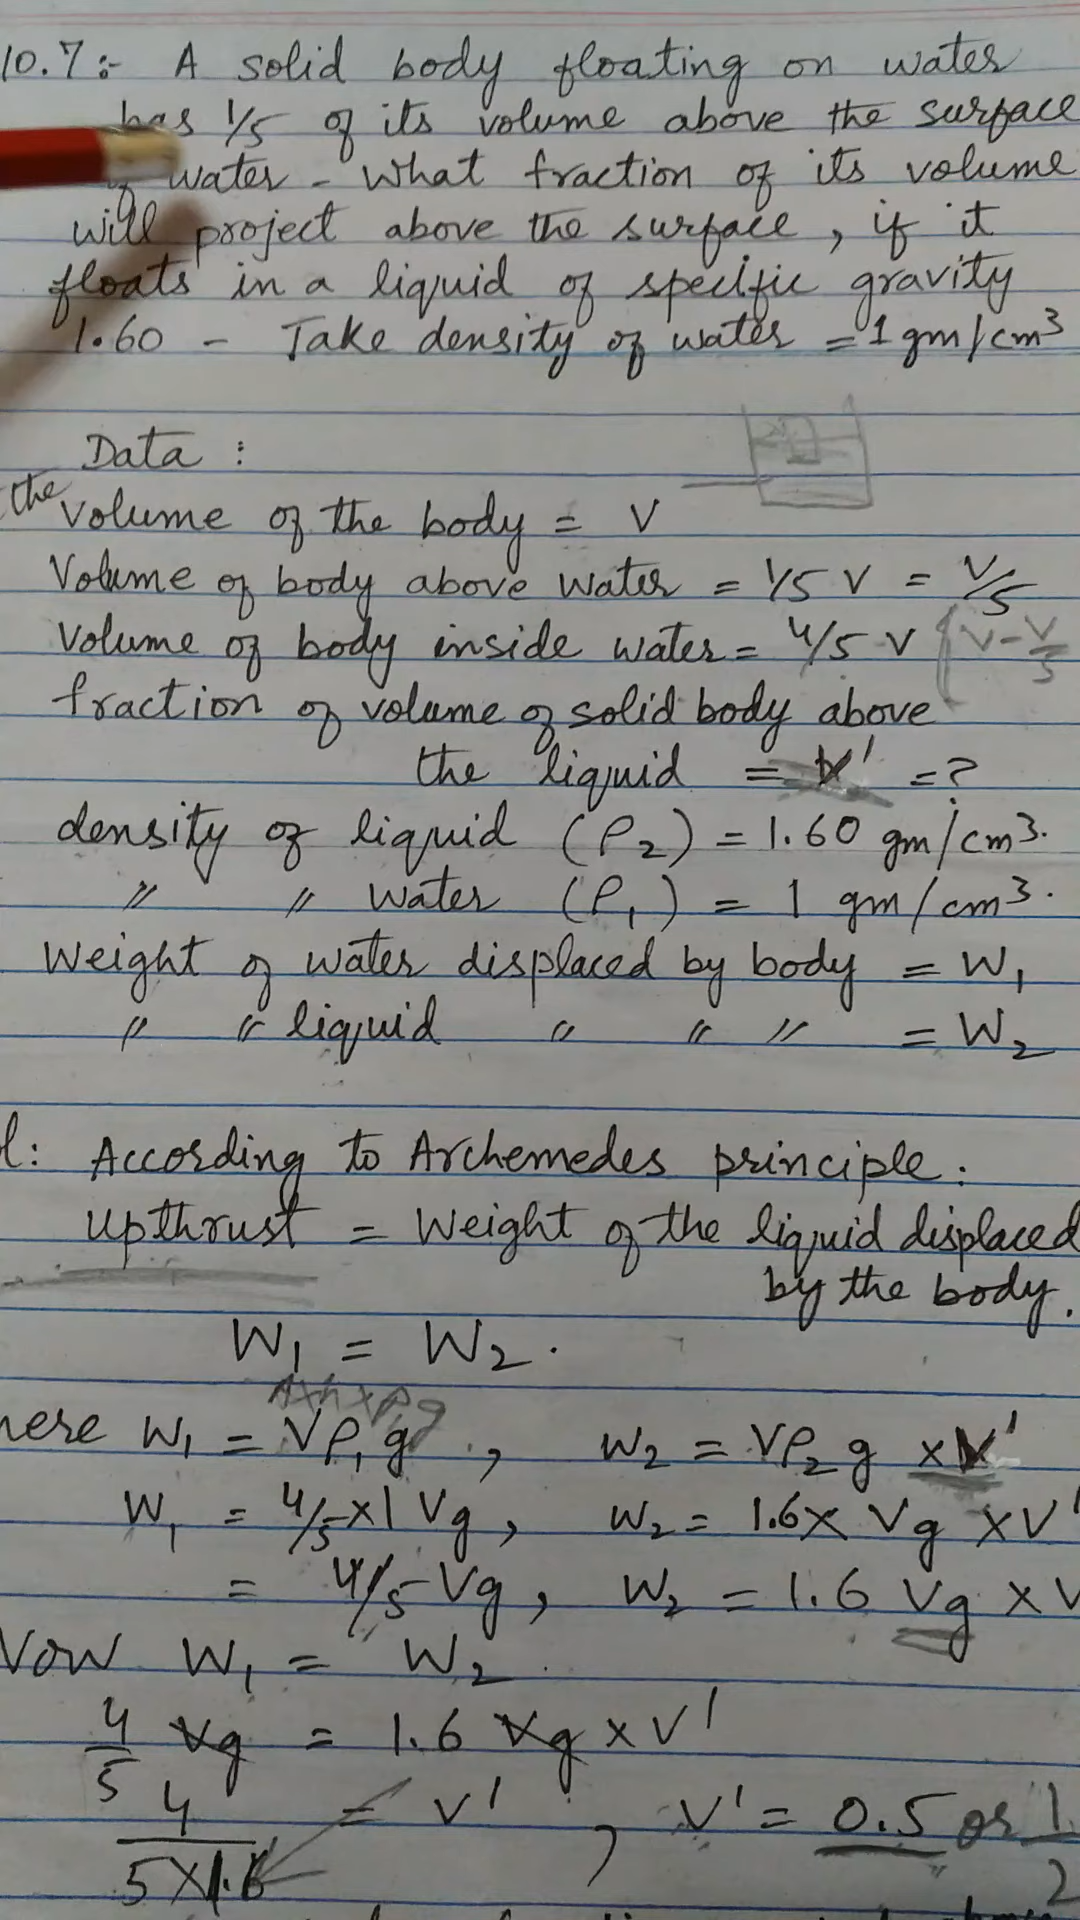 10.7:- A solid body floating on water
has 1/5 of its volume above the surface
of water - What fraction of its volume
will project above the surface, if it
floats in a liquid of specific gravity
1.60 - Take density of water = 1 gm/cm³
Data :
the volume of the body = V
Volume of body above water = 1/5 V = V/5
Volume of body inside water = 4/5 V { V - V/5
fraction of volume of solid body above
the liquid = V' = ?
density of liquid (ρ₂) = 1.60 gm/cm³.
〃 〃 water (ρ₁) = 1 gm/cm³.
Weight of water displaced by body = W₁
〃 〃 liquid 〃 〃 〃 = W₂
l: According to Archemedes principle:
upthrust = Weight of the liquid displaced
by the body.
W₁ = W₂.
A×h×ρ₁g
here W₁ = Vρ₁g, W₂ = Vρ₂g × V'
W₁ = 4/5 × 1 Vg, W₂ = 1.6 × Vg × V'
= 4/5 Vg, W₂ = 1.6 Vg × V
Now W₁ = W₂.
4/5 Vg = 1.6 Vg × V'
4/(5×1.6) = V', V' = 0.5 or 1/2